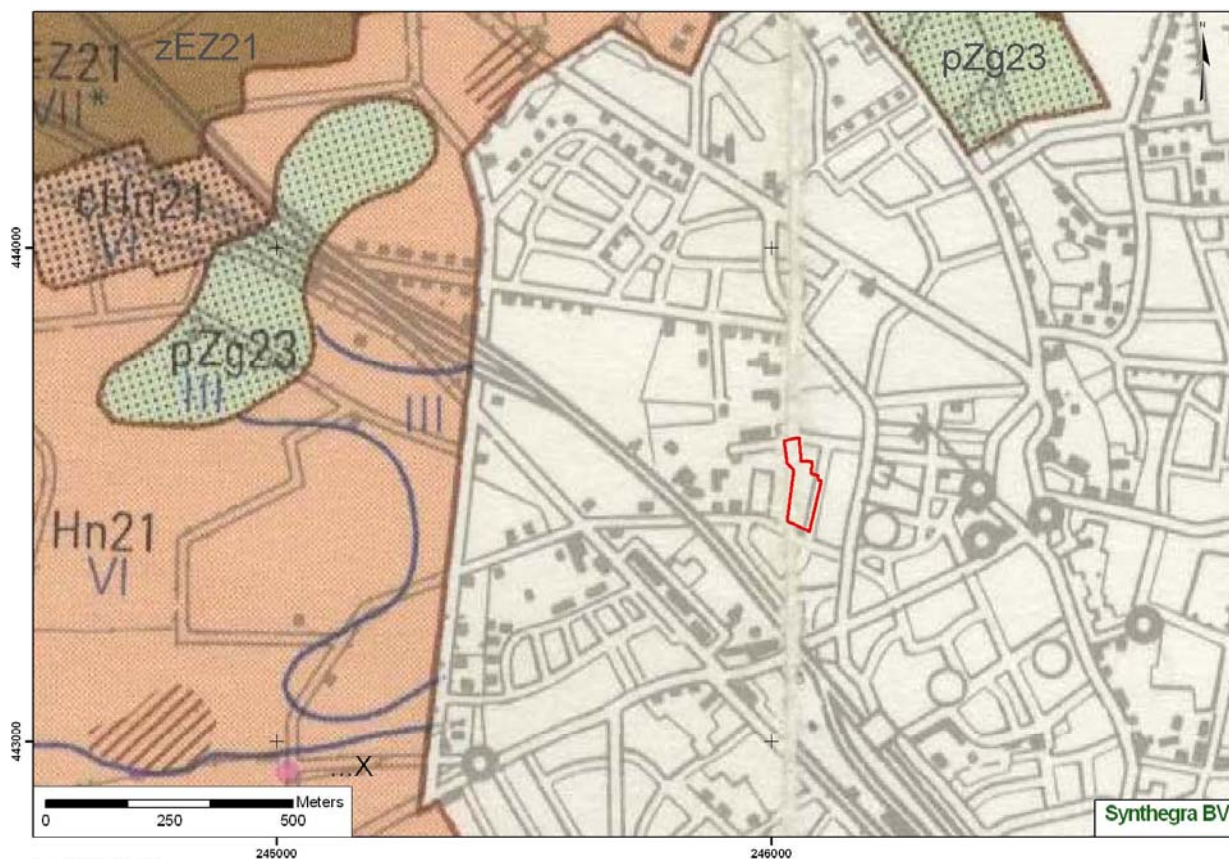 zEZ21
EZ21
VII*
pZg23
N
cHn21
VI
444000
pZg23
III
III
Hn21
VI
443000
...X
Meters
0 250 500
Synthegra BV
245000 246000